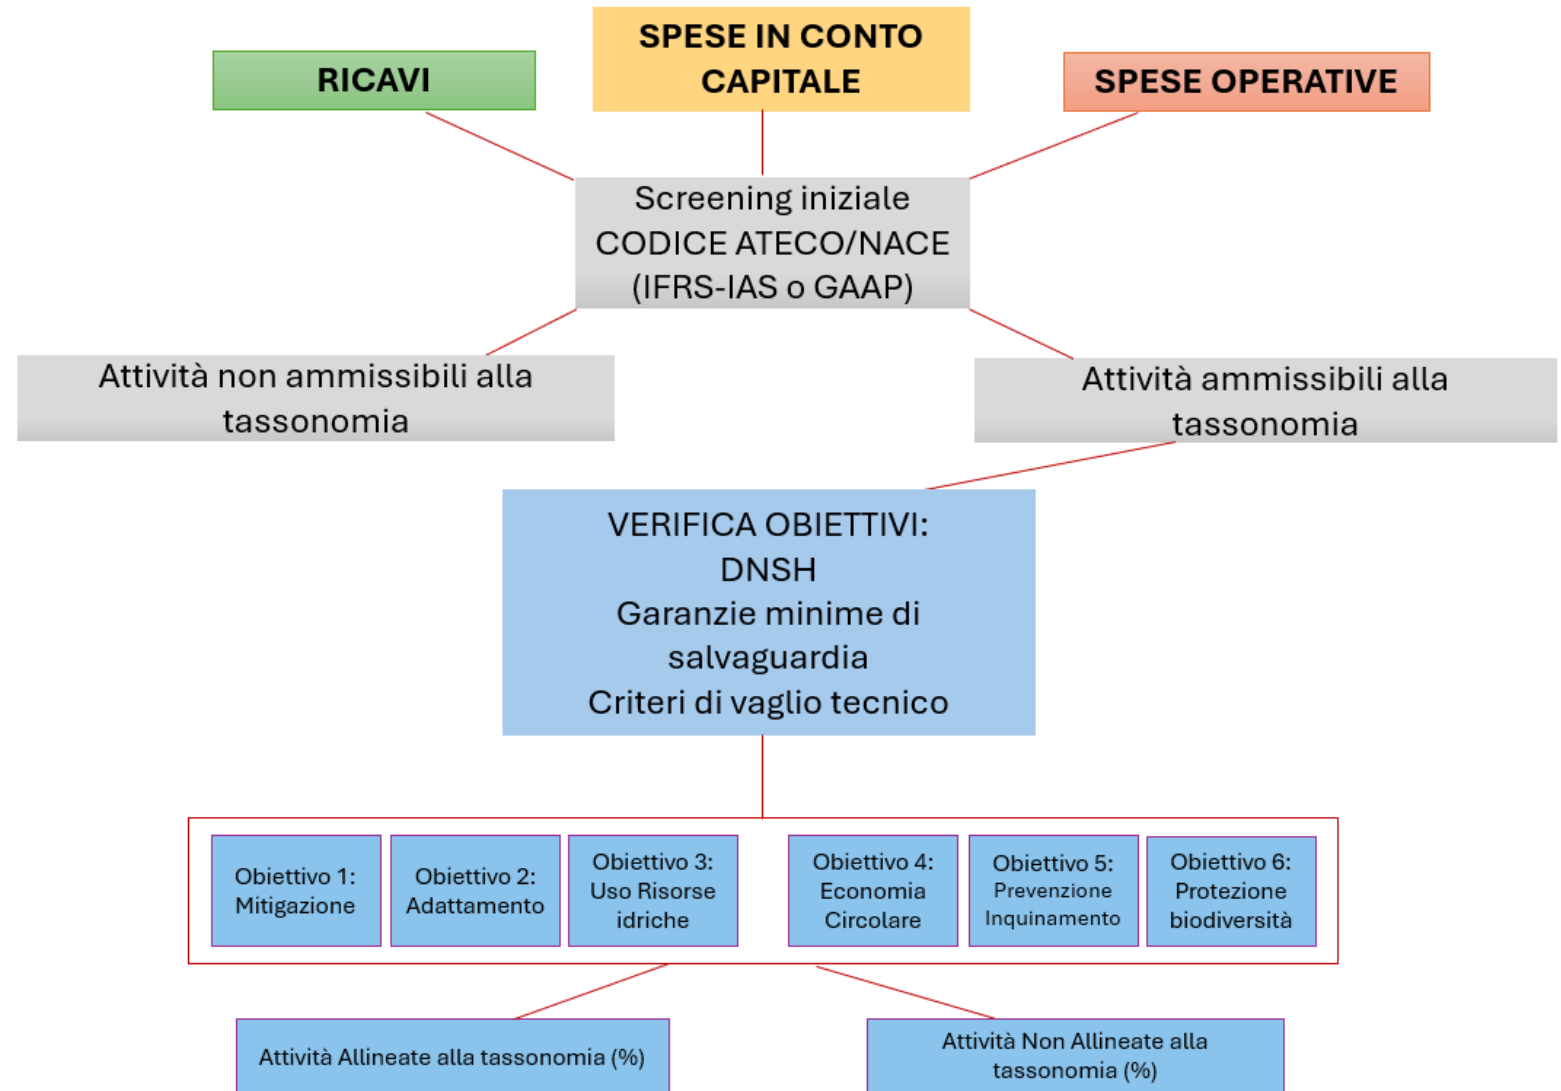 RICAVI
SPESE IN CONTO
CAPITALE
SPESE OPERATIVE
Screening iniziale
CODICE ATECO/NACE
(IFRS-IAS o GAAP)
Attività non ammissibili alla
tassonomia
Attività ammissibili alla
tassonomia
VERIFICA OBIETTIVI:
DNSH
Garanzie minime di
salvaguardia
Criteri di vaglio tecnico
Obiettivo 1:
Mitigazione
Obiettivo 2:
Adattamento
Obiettivo 3:
Uso Risorse
idriche
Obiettivo 4:
Economia
Circolare
Obiettivo 5:
Prevenzione
Inquinamento
Obiettivo 6:
Protezione
biodiversità
Attività Allineate alla tassonomia (%)
Attività Non Allineate alla
tassonomia (%)